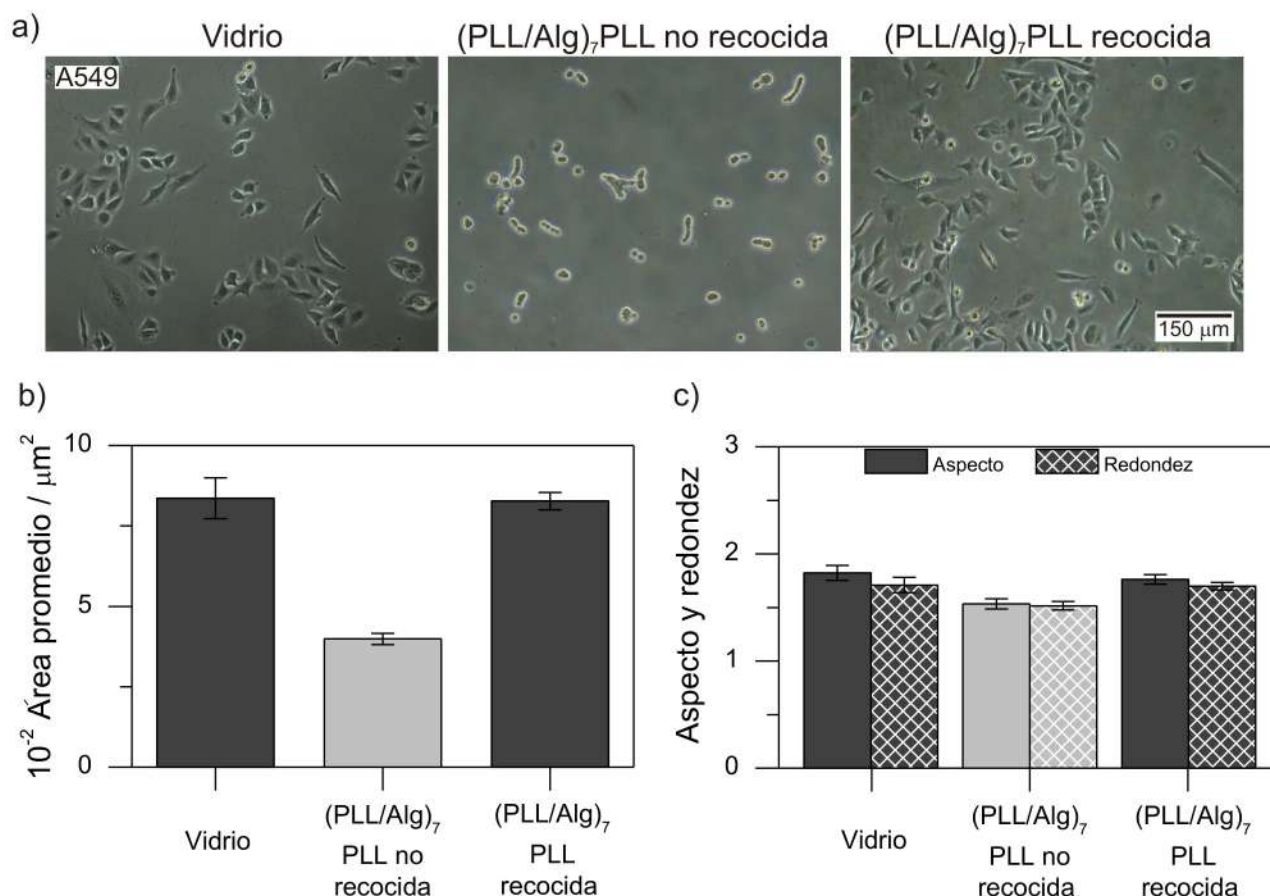 a)
Vidrio
(PLL/Alg)₇PLL no recocida
(PLL/Alg)₇PLL recocida
A549
150 μm
b)
10⁻² Área promedio / μm²
10
5
0
Vidrio
(PLL/Alg)₇
PLL no
recocida
(PLL/Alg)₇
PLL
recocida
c)
Aspecto y redondez
3
2
1
0
Aspecto
Redondez
Vidrio
(PLL/Alg)₇
PLL no
recocida
(PLL/Alg)₇
PLL
recocida